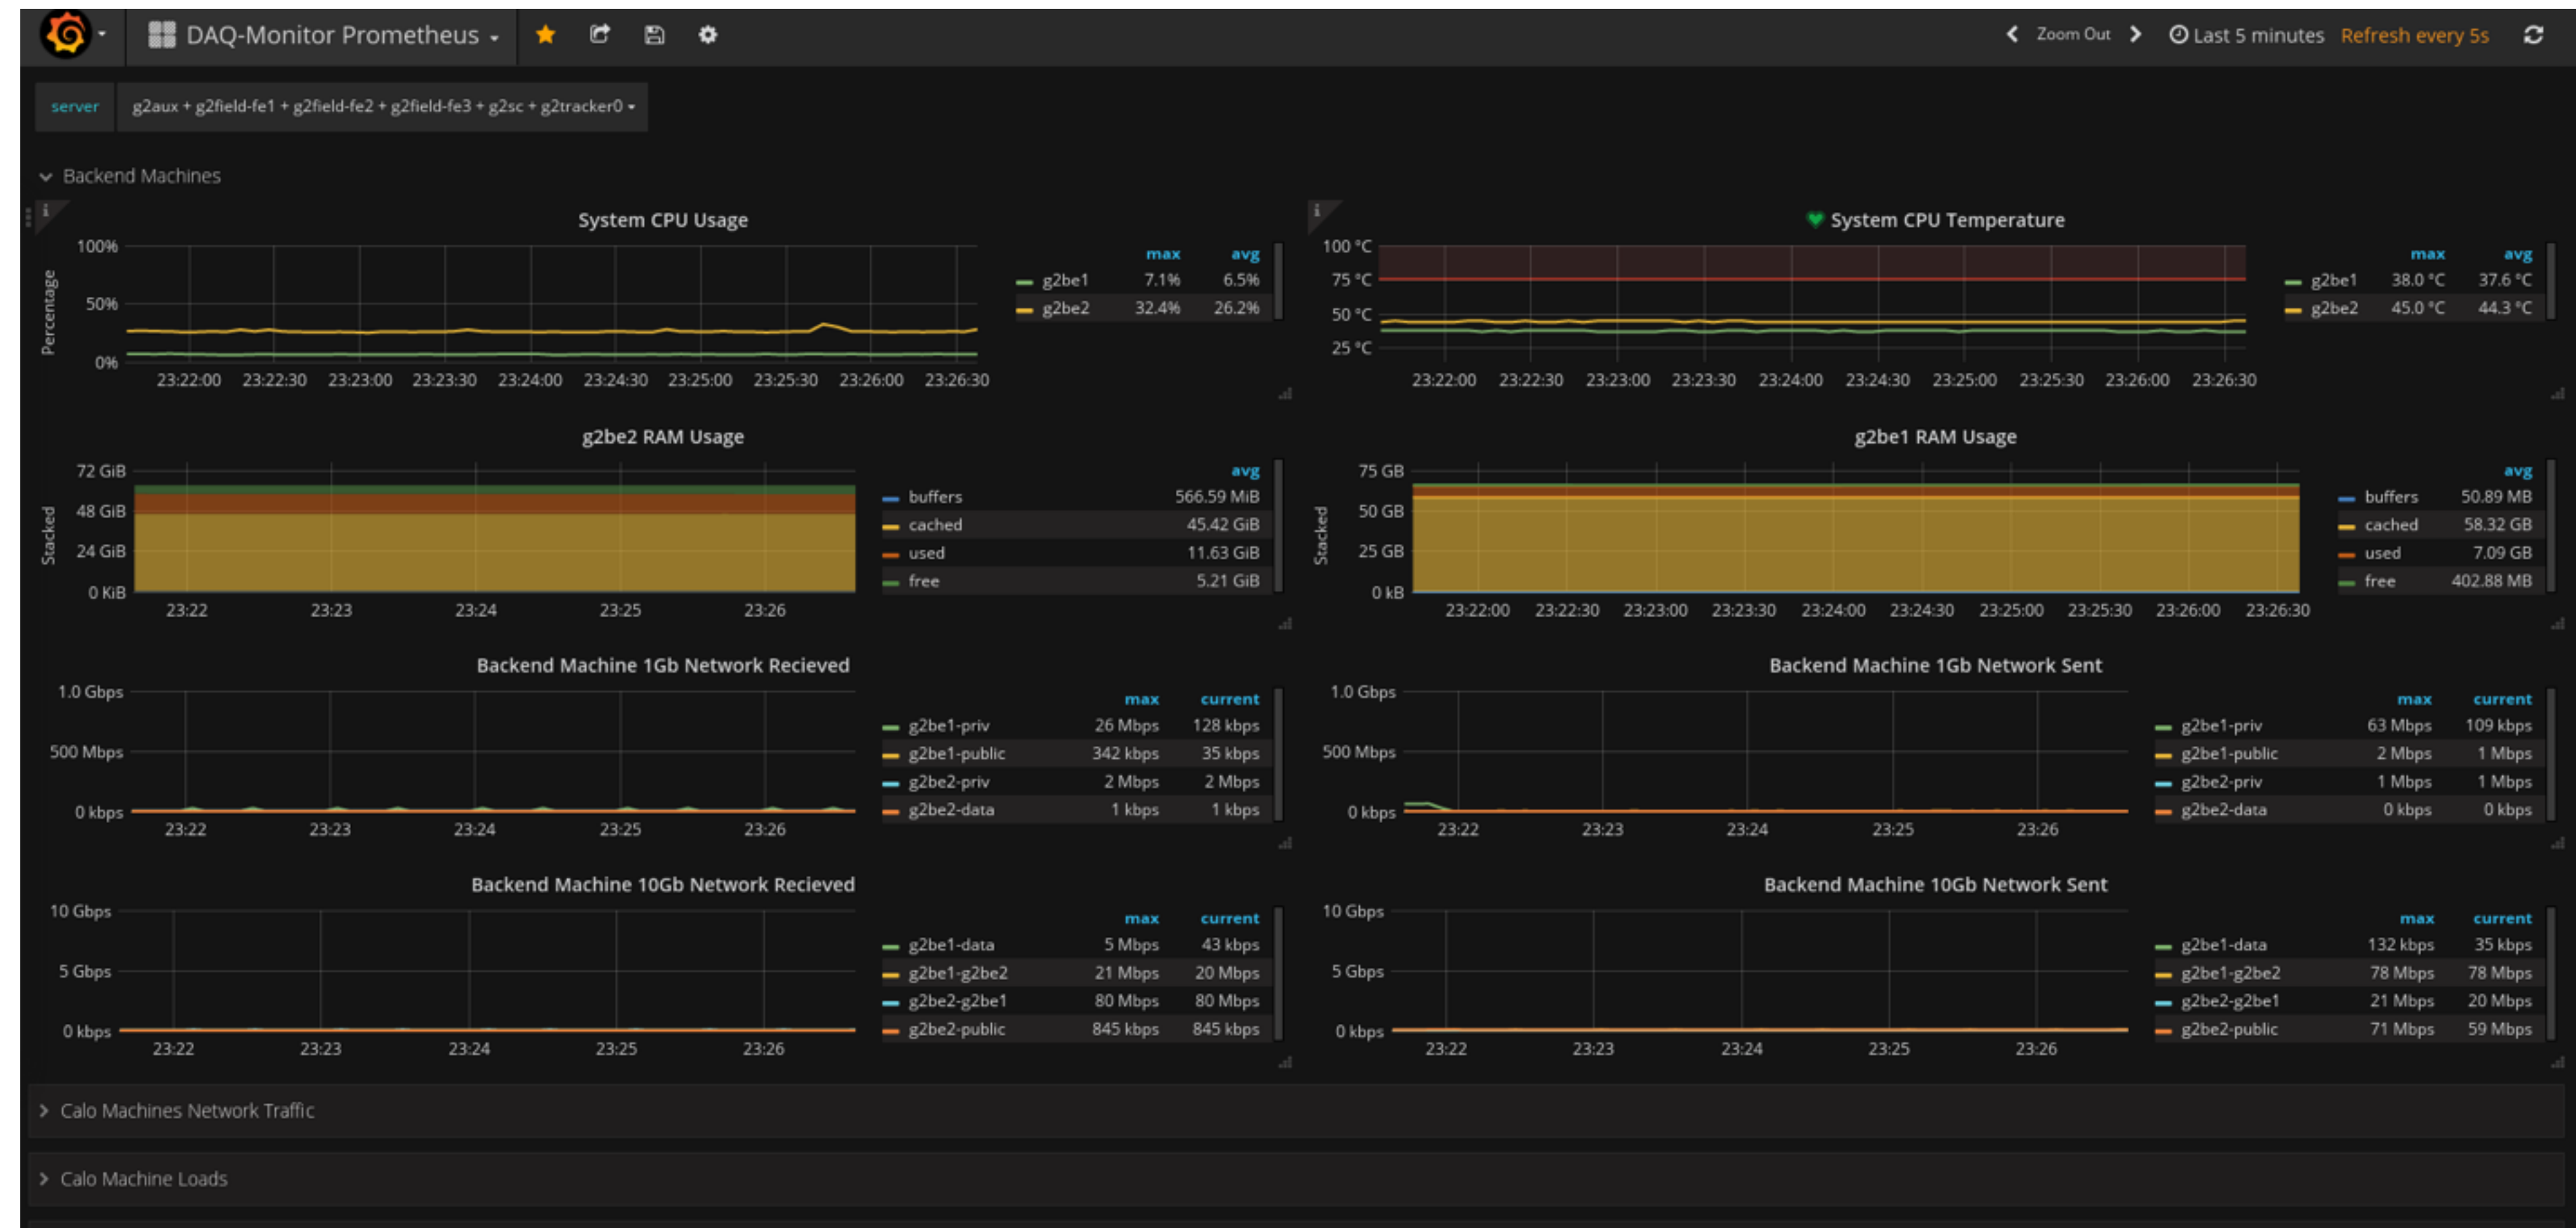 DAQ-Monitor Prometheus
Zoom Out Last 5 minutes Refresh every 5s
server g2aux + g2field-fe1 + g2field-fe2 + g2field-fe3 + g2sc + g2tracker0
Backend Machines
System CPU Usage
Percentage
100%
50%
0%
23:22:00 23:22:30 23:23:00 23:23:30 23:24:00 23:24:30 23:25:00 23:25:30 23:26:00 23:26:30
max avg
g2be1 7.1% 6.5%
g2be2 32.4% 26.2%
System CPU Temperature
100 °C
75 °C
50 °C
25 °C
23:22:00 23:22:30 23:23:00 23:23:30 23:24:00 23:24:30 23:25:00 23:25:30 23:26:00 23:26:30
max avg
g2be1 38.0 °C 37.6 °C
g2be2 45.0 °C 44.3 °C
g2be2 RAM Usage
Stacked
72 GiB
48 GiB
24 GiB
0 KiB
23:22 23:23 23:24 23:25 23:26
avg
buffers 566.59 MiB
cached 45.42 GiB
used 11.63 GiB
free 5.21 GiB
g2be1 RAM Usage
Stacked
75 GB
50 GB
25 GB
0 kB
23:22:00 23:22:30 23:23:00 23:23:30 23:24:00 23:24:30 23:25:00 23:25:30 23:26:00 23:26:30
avg
buffers 50.89 MB
cached 58.32 GB
used 7.09 GB
free 402.88 MB
Backend Machine 1Gb Network Recieved
1.0 Gbps
500 Mbps
0 kbps
23:22 23:23 23:24 23:25 23:26
max current
g2be1-priv 26 Mbps 128 kbps
g2be1-public 342 kbps 35 kbps
g2be2-priv 2 Mbps 2 Mbps
g2be2-data 1 kbps 1 kbps
Backend Machine 1Gb Network Sent
1.0 Gbps
500 Mbps
0 kbps
23:22 23:23 23:24 23:25 23:26
max current
g2be1-priv 63 Mbps 109 kbps
g2be1-public 2 Mbps 1 Mbps
g2be2-priv 1 Mbps 1 Mbps
g2be2-data 0 kbps 0 kbps
Backend Machine 10Gb Network Recieved
10 Gbps
5 Gbps
0 kbps
23:22 23:23 23:24 23:25 23:26
max current
g2be1-data 5 Mbps 43 kbps
g2be1-g2be2 21 Mbps 20 Mbps
g2be2-g2be1 80 Mbps 80 Mbps
g2be2-public 845 kbps 845 kbps
Backend Machine 10Gb Network Sent
10 Gbps
5 Gbps
0 kbps
23:22 23:23 23:24 23:25 23:26
max current
g2be1-data 132 kbps 35 kbps
g2be1-g2be2 78 Mbps 78 Mbps
g2be2-g2be1 21 Mbps 20 Mbps
g2be2-public 71 Mbps 59 Mbps
Calo Machines Network Traffic
Calo Machine Loads